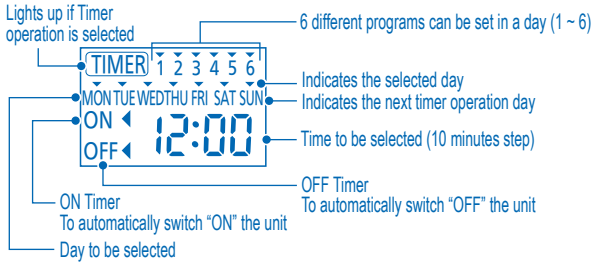 Lights up if Timer
operation is selected
6 different programs can be set in a day (1 ~ 6)
TIMER 1 2 3 4 5 6
Indicates the selected day
MON TUE WED THU FRI SAT SUN
Indicates the next timer operation day
ON
12:00
Time to be selected (10 minutes step)
OFF
OFF Timer
To automatically switch “OFF” the unit
ON Timer
To automatically switch “ON” the unit
Day to be selected